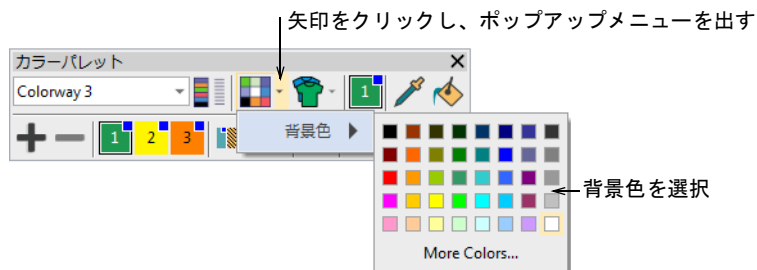 矢印をクリックし、ポップアップメニューを出す
カラーパレット
Colorway 3
1
1 2 3
背景色
背景色を選択
More Colors...